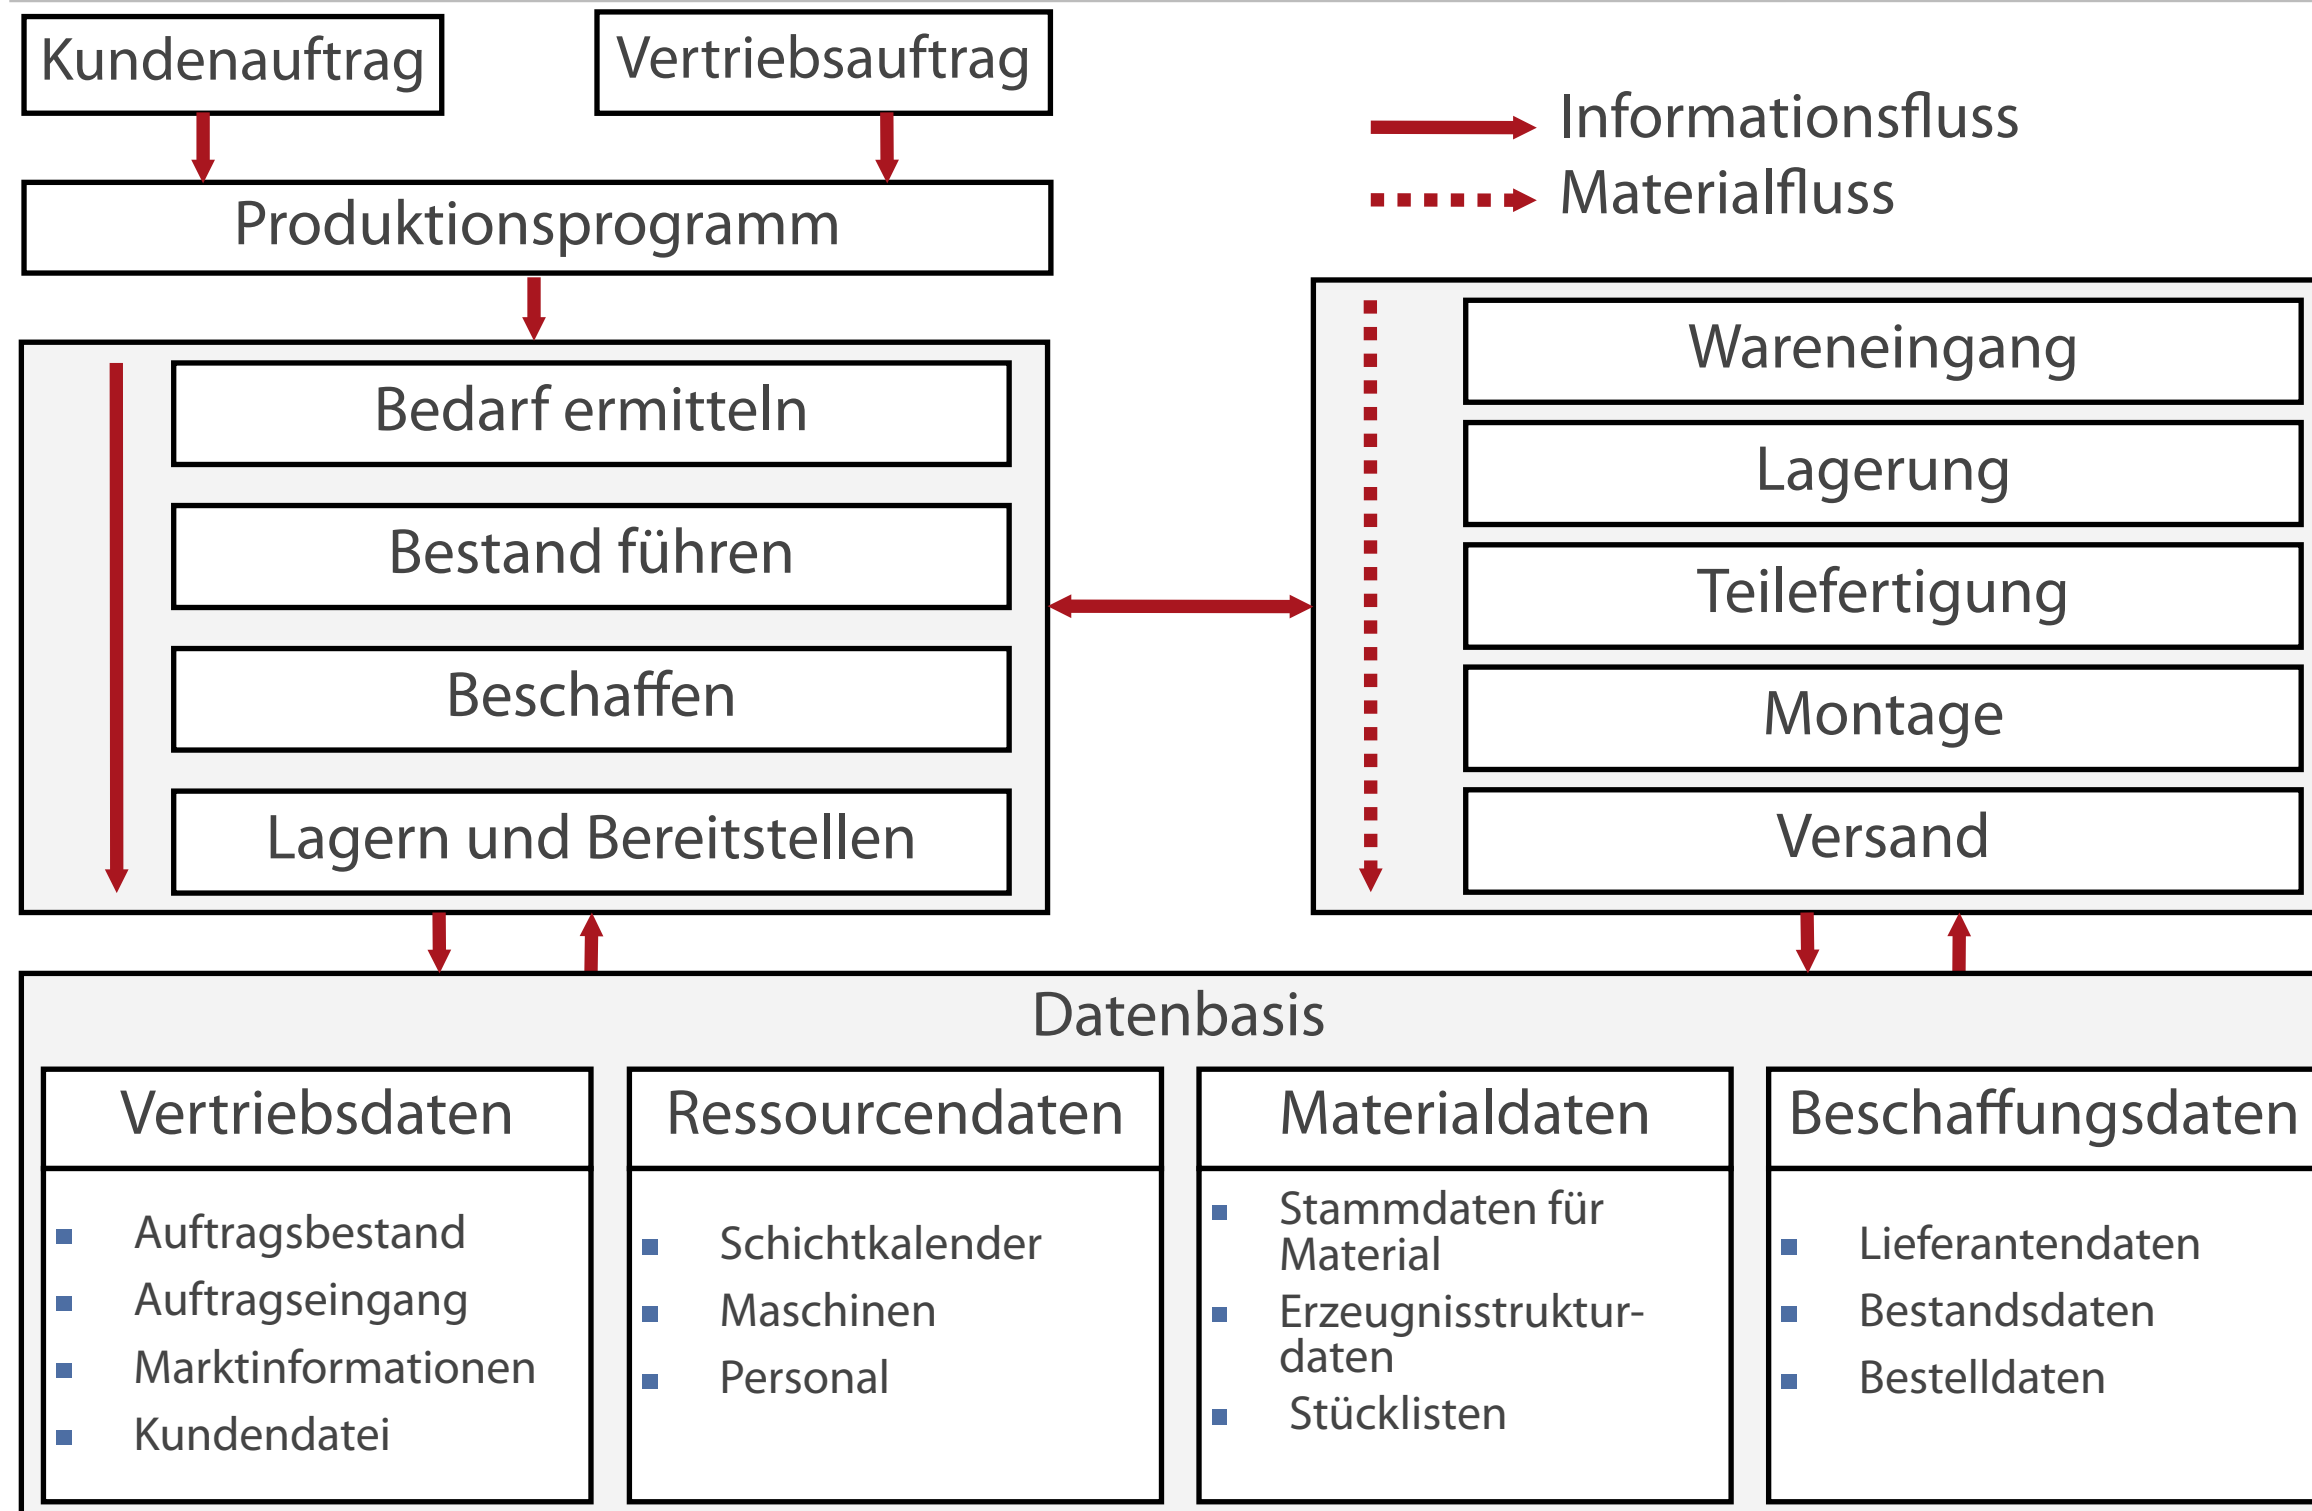 Kundenauftrag
Vertriebsauftrag
Informationsfluss
Materialfluss
Produktionsprogramm
Bedarf ermitteln
Bestand führen
Beschaffen
Lagern und Bereitstellen
Wareneingang
Lagerung
Teilefertigung
Montage
Versand
Datenbasis
Vertriebsdaten
Auftragsbestand
Auftragseingang
Marktinformationen
Kundendatei
Ressourcendaten
Schichtkalender
Maschinen
Personal
Materialdaten
Stammdaten für
Material
Erzeugnisstruktur-
daten
Stücklisten
Beschaffungsdaten
Lieferantendaten
Bestandsdaten
Bestelldaten